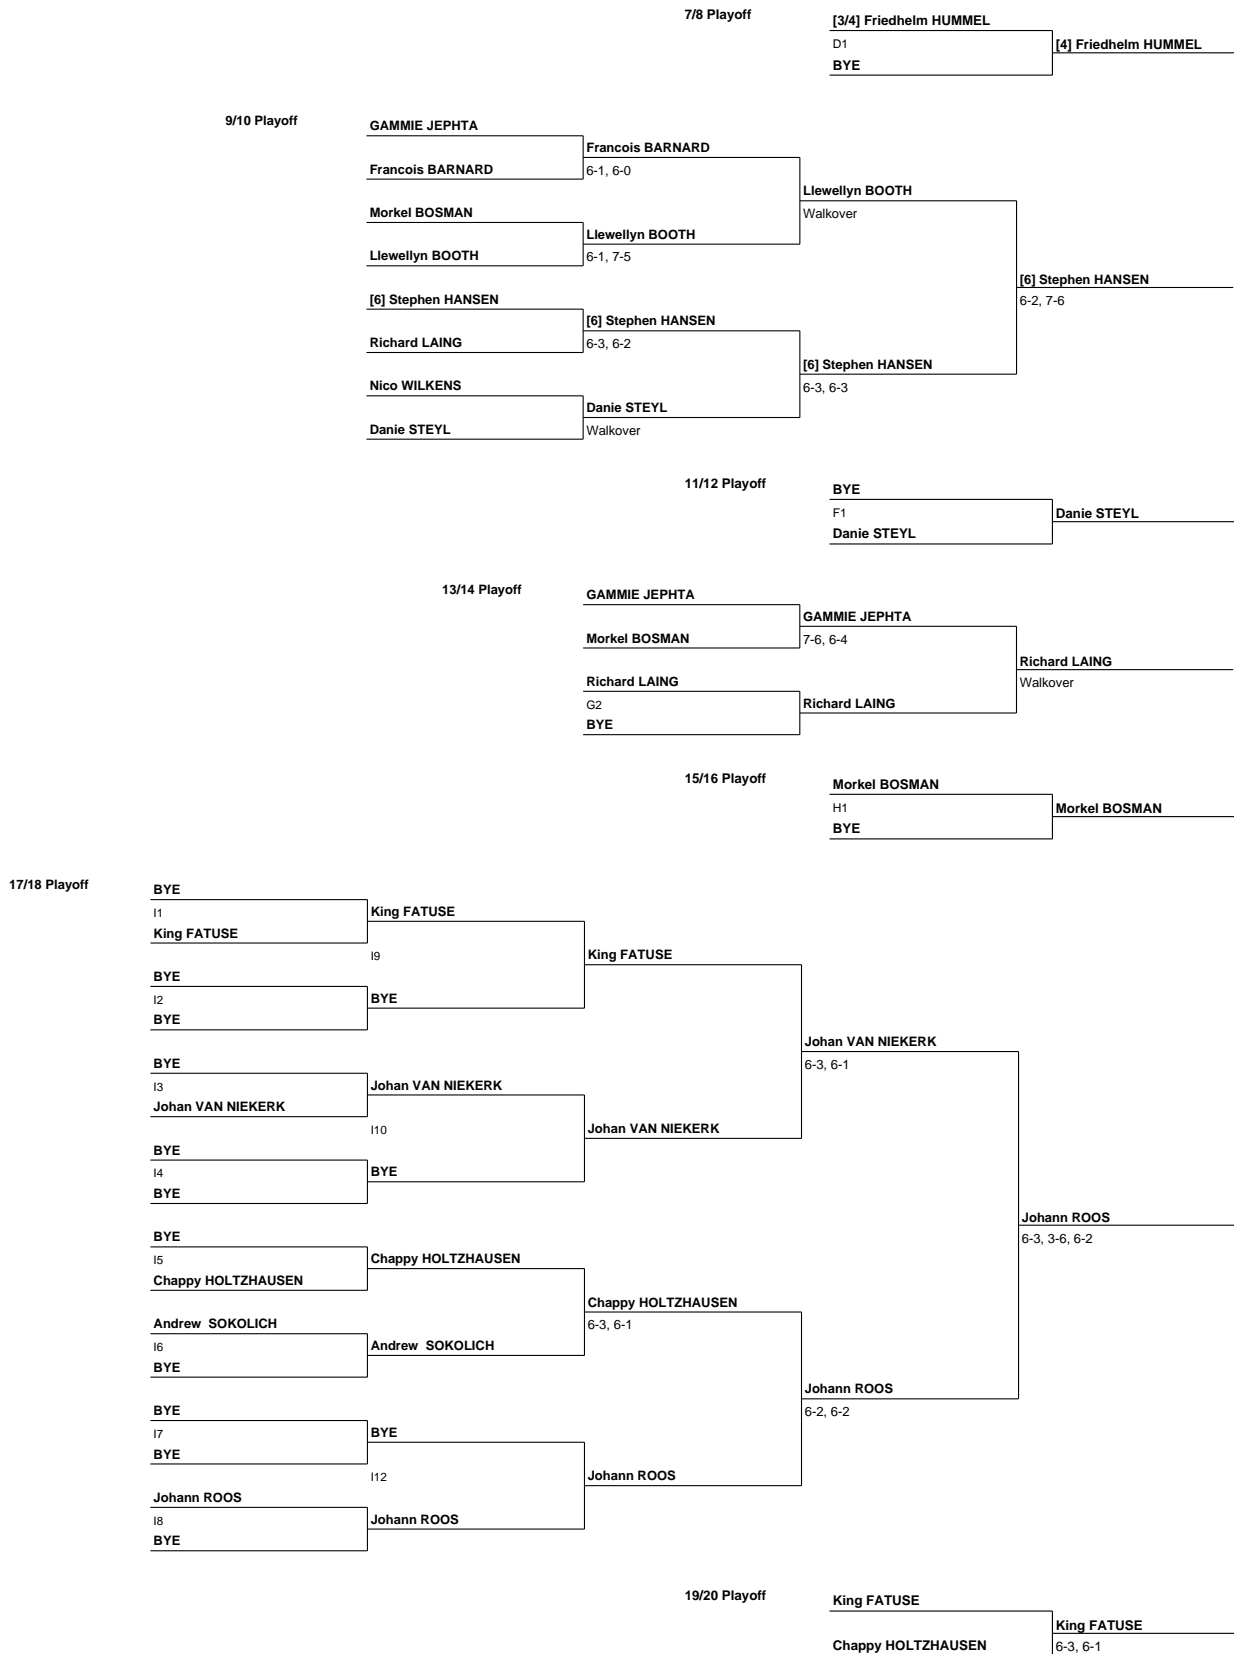 7/8 Playoff
[3/4] Friedhelm HUMMEL
D1
[4] Friedhelm HUMMEL
BYE
9/10 Playoff
GAMMIE JEPHTA
Francois BARNARD
Francois BARNARD
6-1, 6-0
Llewellyn BOOTH
Walkover
Morkel BOSMAN
Llewellyn BOOTH
Llewellyn BOOTH
6-1, 7-5
[6] Stephen HANSEN
6-2, 7-6
[6] Stephen HANSEN
[6] Stephen HANSEN
Richard LAING
6-3, 6-2
[6] Stephen HANSEN
6-3, 6-3
Nico WILKENS
Danie STEYL
Danie STEYL
Walkover
11/12 Playoff
BYE
F1
Danie STEYL
Danie STEYL
13/14 Playoff
GAMMIE JEPHTA
GAMMIE JEPHTA
Morkel BOSMAN
7-6, 6-4
Richard LAING
Walkover
Richard LAING
G2
Richard LAING
BYE
15/16 Playoff
Morkel BOSMAN
H1
Morkel BOSMAN
BYE
17/18 Playoff
BYE
I1
King FATUSE
King FATUSE
I9
King FATUSE
BYE
I2
BYE
BYE
Johan VAN NIEKERK
6-3, 6-1
BYE
I3
Johan VAN NIEKERK
Johan VAN NIEKERK
I10
Johan VAN NIEKERK
BYE
I4
BYE
BYE
Johann ROOS
6-3, 3-6, 6-2
BYE
I5
Chappy HOLTZHAUSEN
Chappy HOLTZHAUSEN
Chappy HOLTZHAUSEN
6-3, 6-1
Andrew SOKOLICH
I6
Andrew SOKOLICH
BYE
Johann ROOS
6-2, 6-2
BYE
I7
BYE
BYE
I12
Johann ROOS
Johann ROOS
I8
Johann ROOS
BYE
19/20 Playoff
King FATUSE
King FATUSE
Chappy HOLTZHAUSEN
6-3, 6-1